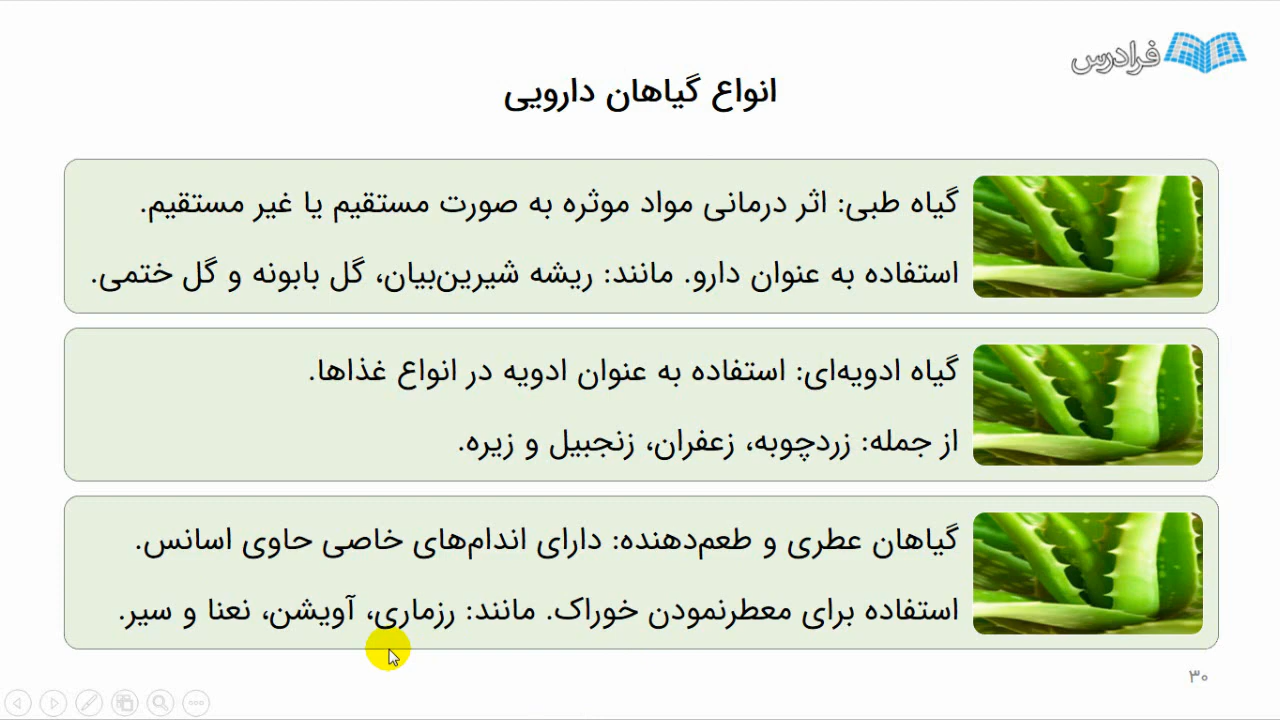 فرادرس
انواع گیاهان دارویی
گیاه طبی: اثر درمانی مواد موثره به صورت مستقیم یا غیر مستقیم.
استفاده به عنوان دارو. مانند: ریشه شیرین‌بیان، گل بابونه و گل ختمی.
گیاه ادویه‌ای: استفاده به عنوان ادویه در انواع غذاها.
از جمله: زردچوبه، زعفران، زنجبیل و زیره.
گیاهان عطری و طعم‌دهنده: دارای اندام‌های خاصی حاوی اسانس.
استفاده برای معطرنمودن خوراک. مانند: رزماری، آویشن، نعنا و سیر.
۳۰